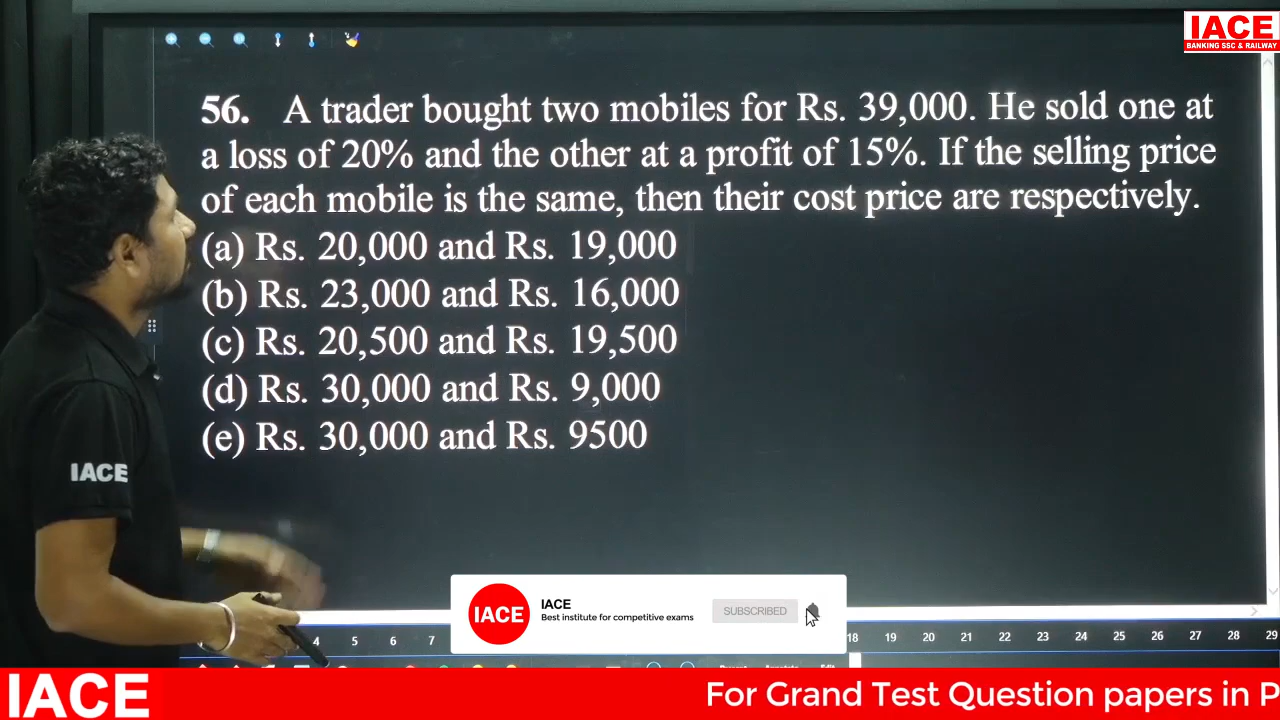 IACE
BANKING SSC & RAILWAY
56. A trader bought two mobiles for Rs. 39,000. He sold one at
a loss of 20% and the other at a profit of 15%. If the selling price
of each mobile is the same, then their cost price are respectively.
(a) Rs. 20,000 and Rs. 19,000
(b) Rs. 23,000 and Rs. 16,000
(c) Rs. 20,500 and Rs. 19,500
(d) Rs. 30,000 and Rs. 9,000
(e) Rs. 30,000 and Rs. 9500
IACE
IACE
IACE
Best institute for competitive exams
SUBSCRIBED
4 5 6 7 18 19 20 21 22 23 24 25 26 27 28 29
IACE
For Grand Test Question papers in P